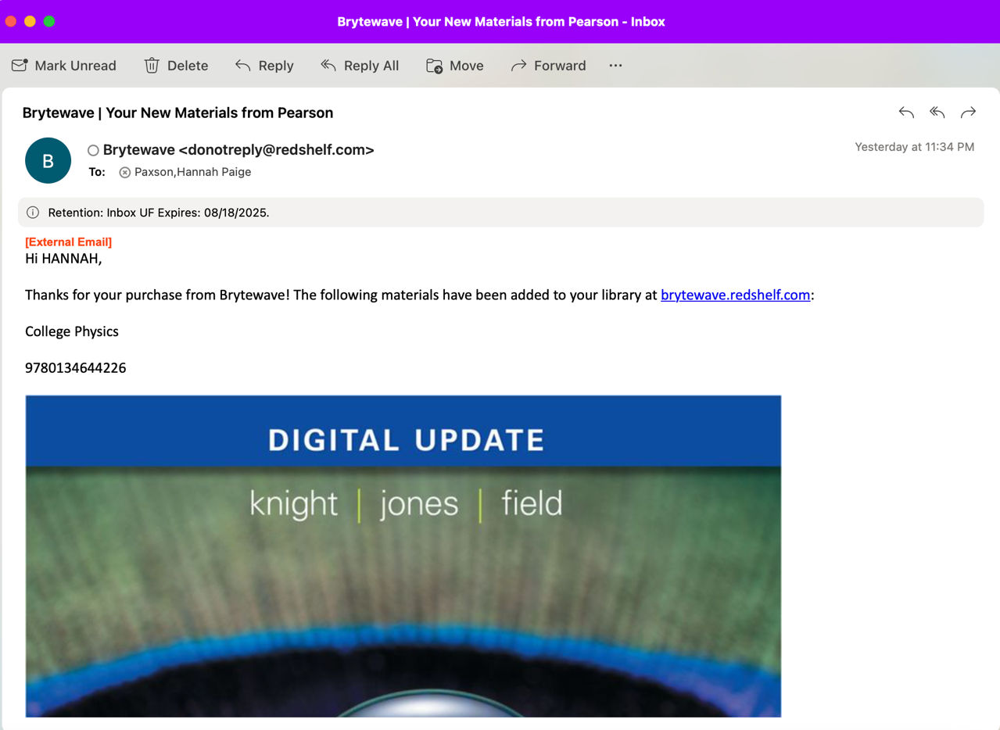 Brytewave | Your New Materials from Pearson - Inbox
Mark Unread Delete Reply Reply All Move Forward ...
Brytewave | Your New Materials from Pearson
B
Brytewave <donotreply@redshelf.com>
Yesterday at 11:34 PM
To: Paxson,Hannah Paige
Retention: Inbox UF Expires: 08/18/2025.
[External Email]
Hi HANNAH,
Thanks for your purchase from Brytewave! The following materials have been added to your library at brytewave.redshelf.com:
College Physics
9780134644226
DIGITAL UPDATE
knight | jones | field